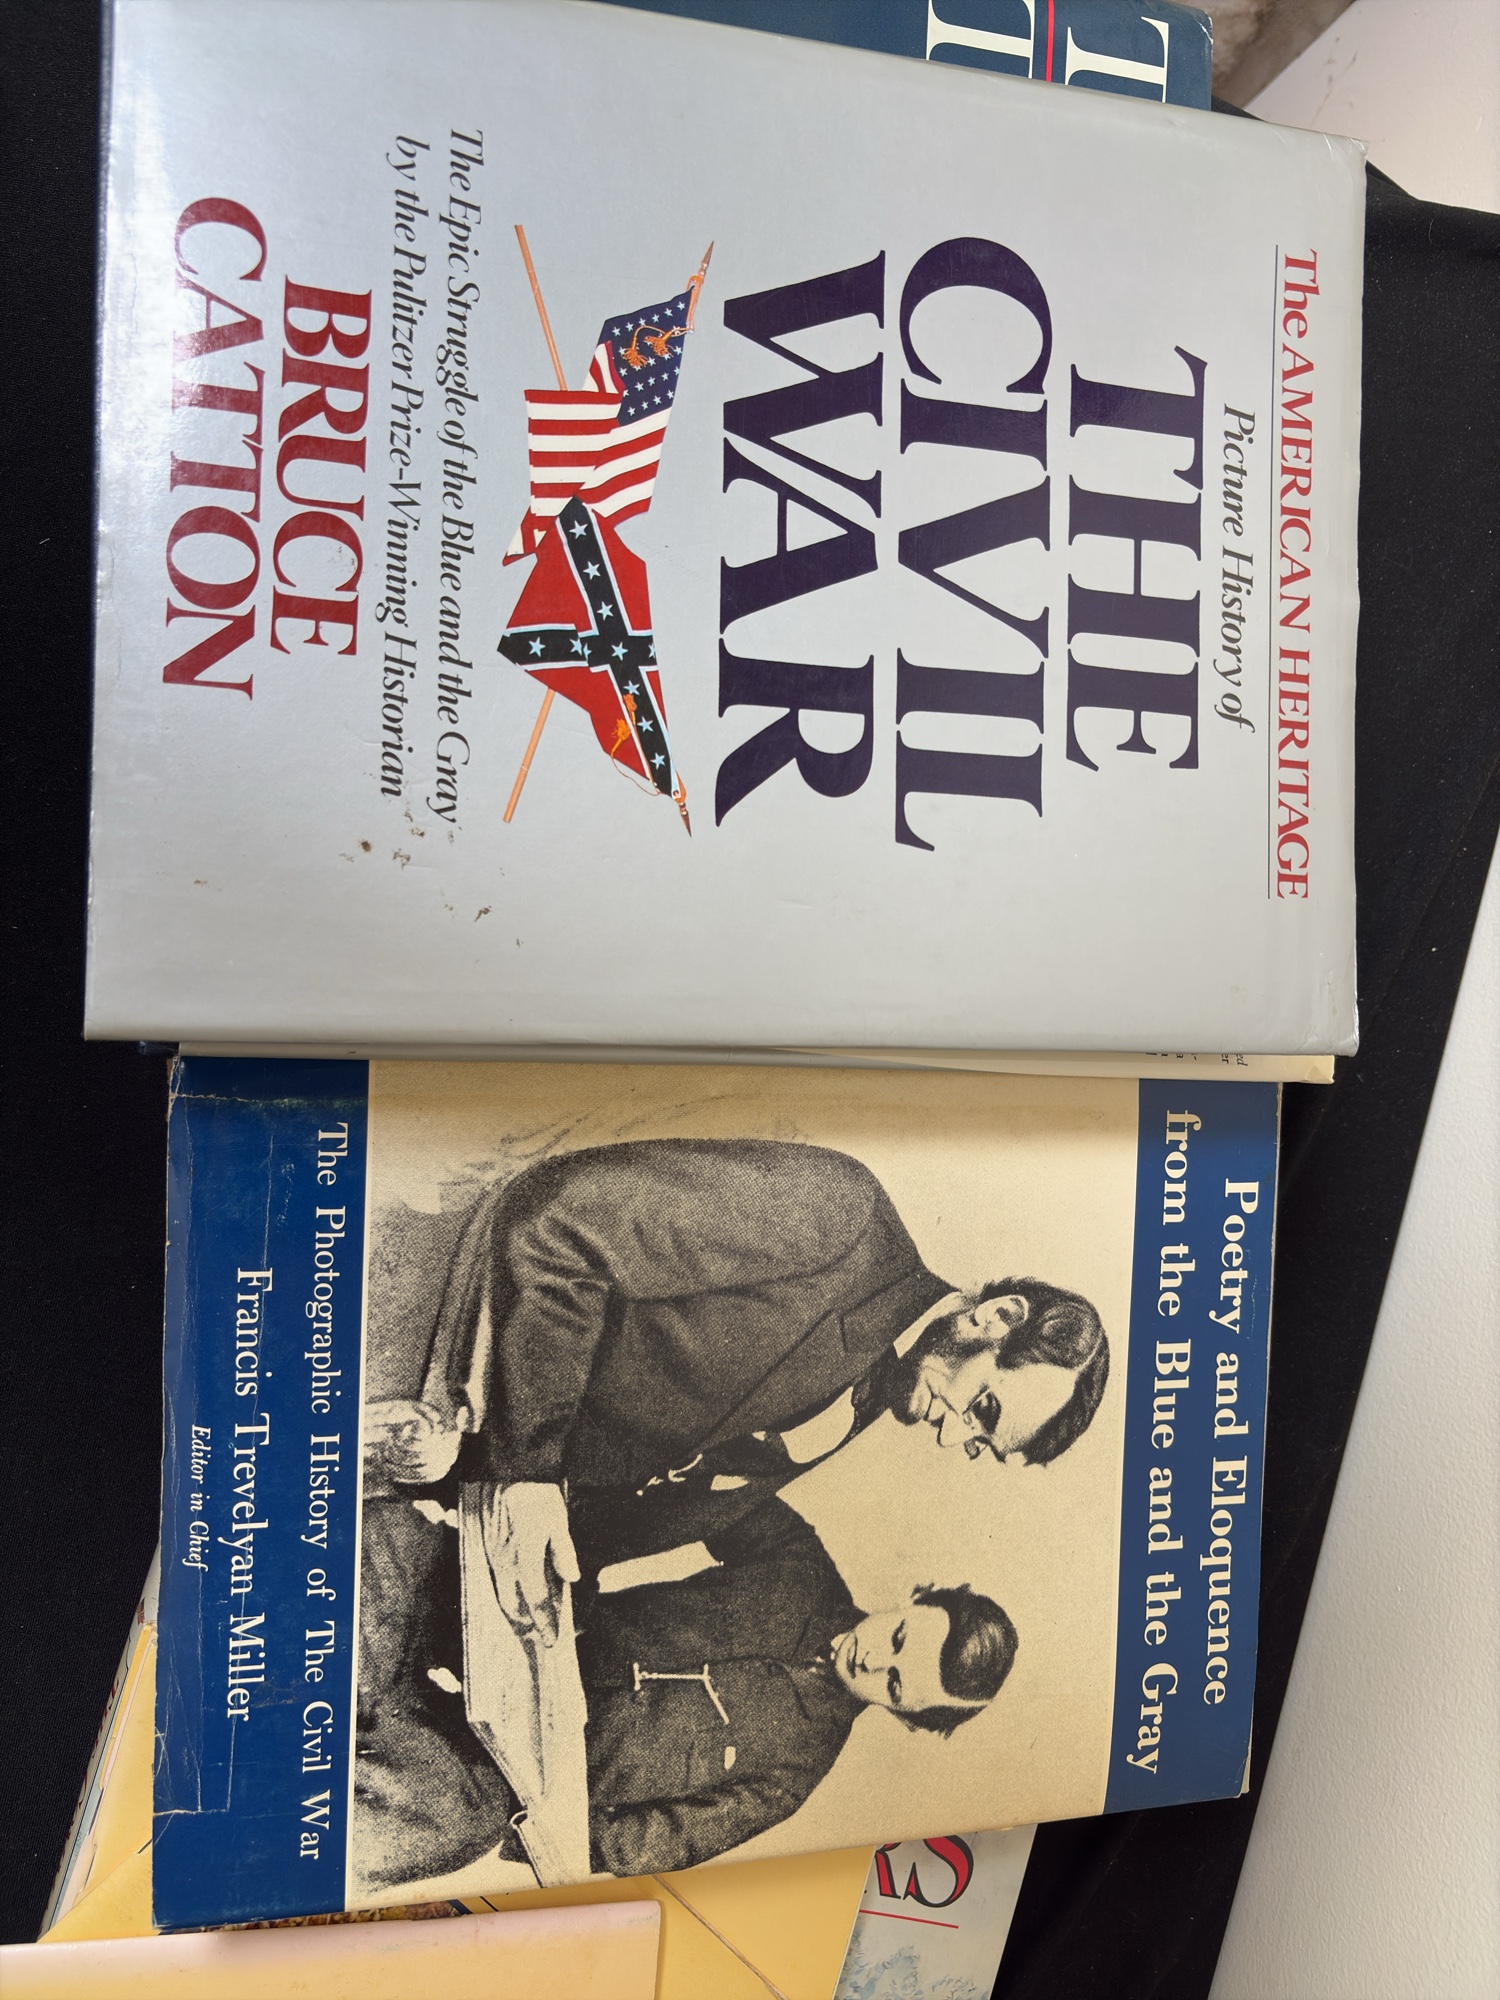 The AMERICAN HERITAGE
Picture History of
THE
CIVIL
WAR
The Epic Struggle of the Blue and the Gray
by the Pulitzer Prize-Winning Historian
BRUCE
CATTON
Poetry and Eloquence
from the Blue and the Gray
The Photographic History of The Civil War
Francis Trevelyan Miller
Editor in Chief
RS